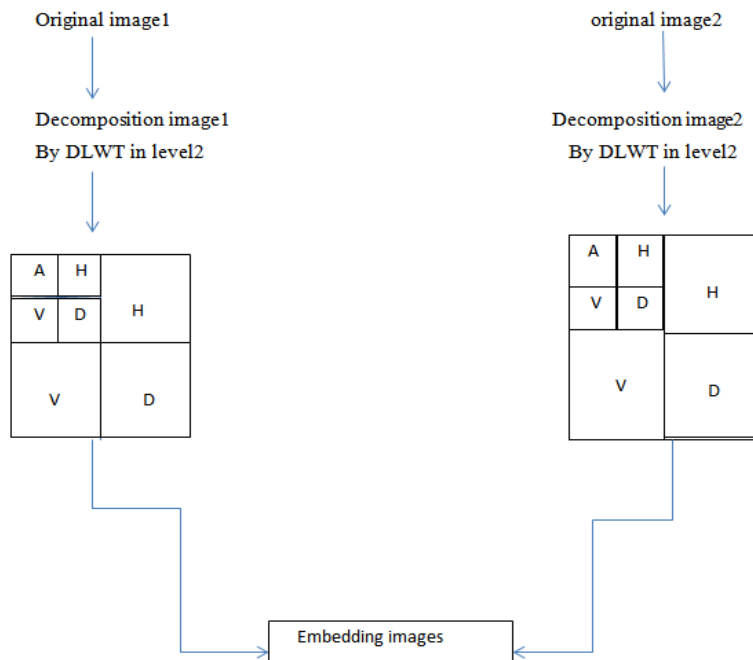 Original image1
original image2
Decomposition image1
By DLWT in level2
Decomposition image2
By DLWT in level2
A H
V D
H
V D
A H
V D
H
V D
Embedding images